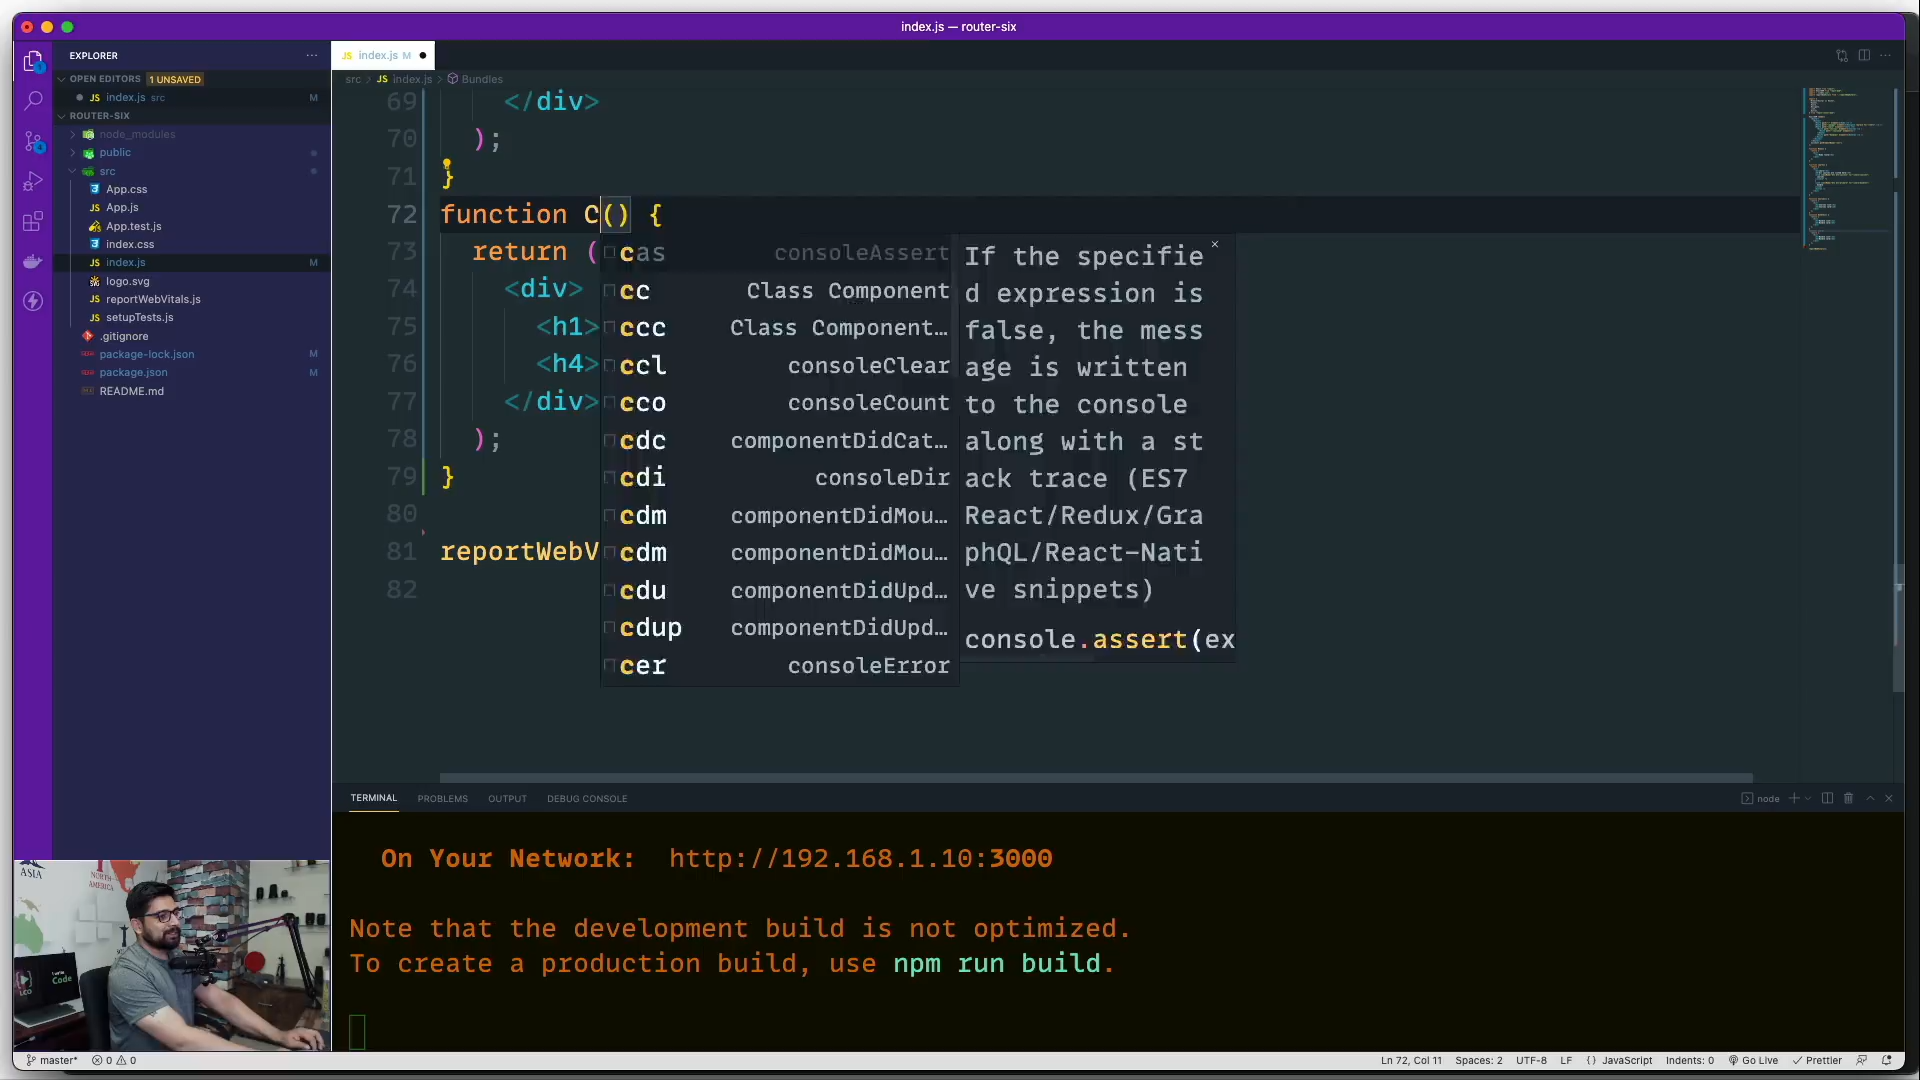 index.js — router-six
EXPLORER
OPEN EDITORS 1 UNSAVED
JS index.js src M
ROUTER-SIX
node_modules
public
src
App.css
JS App.js
App.test.js
index.css
JS index.js M
logo.svg
JS reportWebVitals.js
JS setupTests.js
.gitignore
package-lock.json M
package.json M
README.md
JS index.js M
src > JS index.js > Bundles
69 </div>
70 );
71 }
72 function C() {
73 return (
74 <div>
75 <h1>
76 <h4>
77 </div>
78 );
79 }
80
81 reportWebV
82
cas consoleAssert
cc Class Component
ccc Class Component…
ccl consoleClear
cco consoleCount
cdc componentDidCat…
cdi consoleDir
cdm componentDidMou…
cdm componentDidMou…
cdu componentDidUpd…
cdup componentDidUpd…
cer consoleError
If the specifie
d expression is
false, the mess
age is written
to the console
along with a st
ack trace (ES7
React/Redux/Gra
phQL/React-Nati
ve snippets)
console.assert(ex
TERMINAL PROBLEMS OUTPUT DEBUG CONSOLE
node
On Your Network: http://192.168.1.10:3000
Note that the development build is not optimized.
To create a production build, use npm run build.
ASIA
NORTH AMERICA
LCO
Code
master* 0 0
Ln 72, Col 11 Spaces: 2 UTF-8 LF {} JavaScript Indents: 0 Go Live Prettier